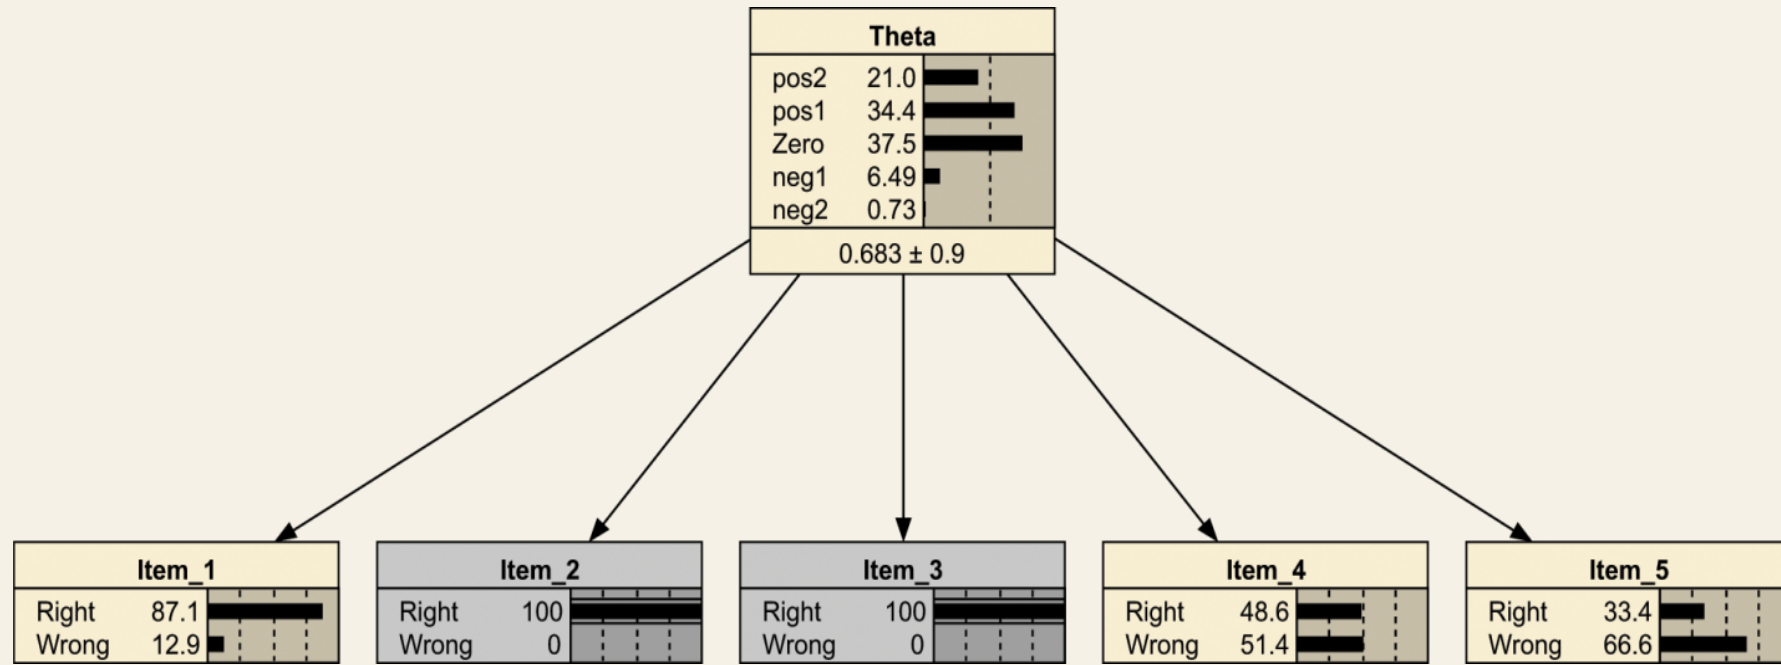 Theta
pos2 21.0
pos1 34.4
Zero 37.5
neg1 6.49
neg2 0.73
0.683 ± 0.9
Item_1
Right 87.1
Wrong 12.9
Item_2
Right 100
Wrong 0
Item_3
Right 100
Wrong 0
Item_4
Right 48.6
Wrong 51.4
Item_5
Right 33.4
Wrong 66.6